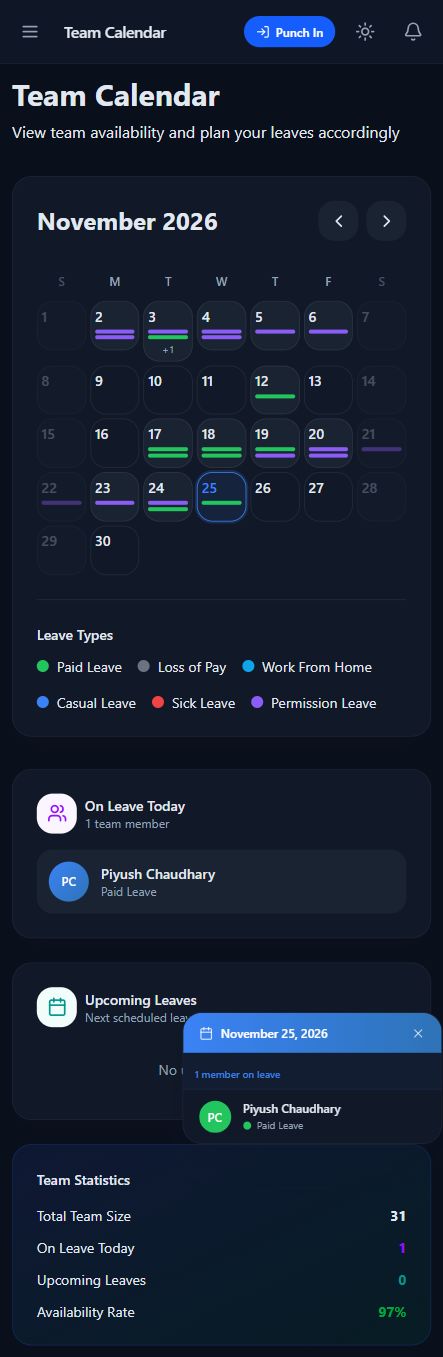 Team Calendar
Punch In
Team Calendar
View team availability and plan your leaves accordingly
November 2026
S M T W T F S
1 2 3 4 5 6 7
+1
8 9 10 11 12 13 14
15 16 17 18 19 20 21
22 23 24 25 26 27 28
29 30
Leave Types
Paid Leave Loss of Pay Work From Home
Casual Leave Sick Leave Permission Leave
On Leave Today
1 team member
PC Piyush Chaudhary
Paid Leave
Upcoming Leaves
Next scheduled
No
November 25, 2026
1 member on leave
PC Piyush Chaudhary
Paid Leave
Team Statistics
Total Team Size 31
On Leave Today 1
Upcoming Leaves 0
Availability Rate 97%